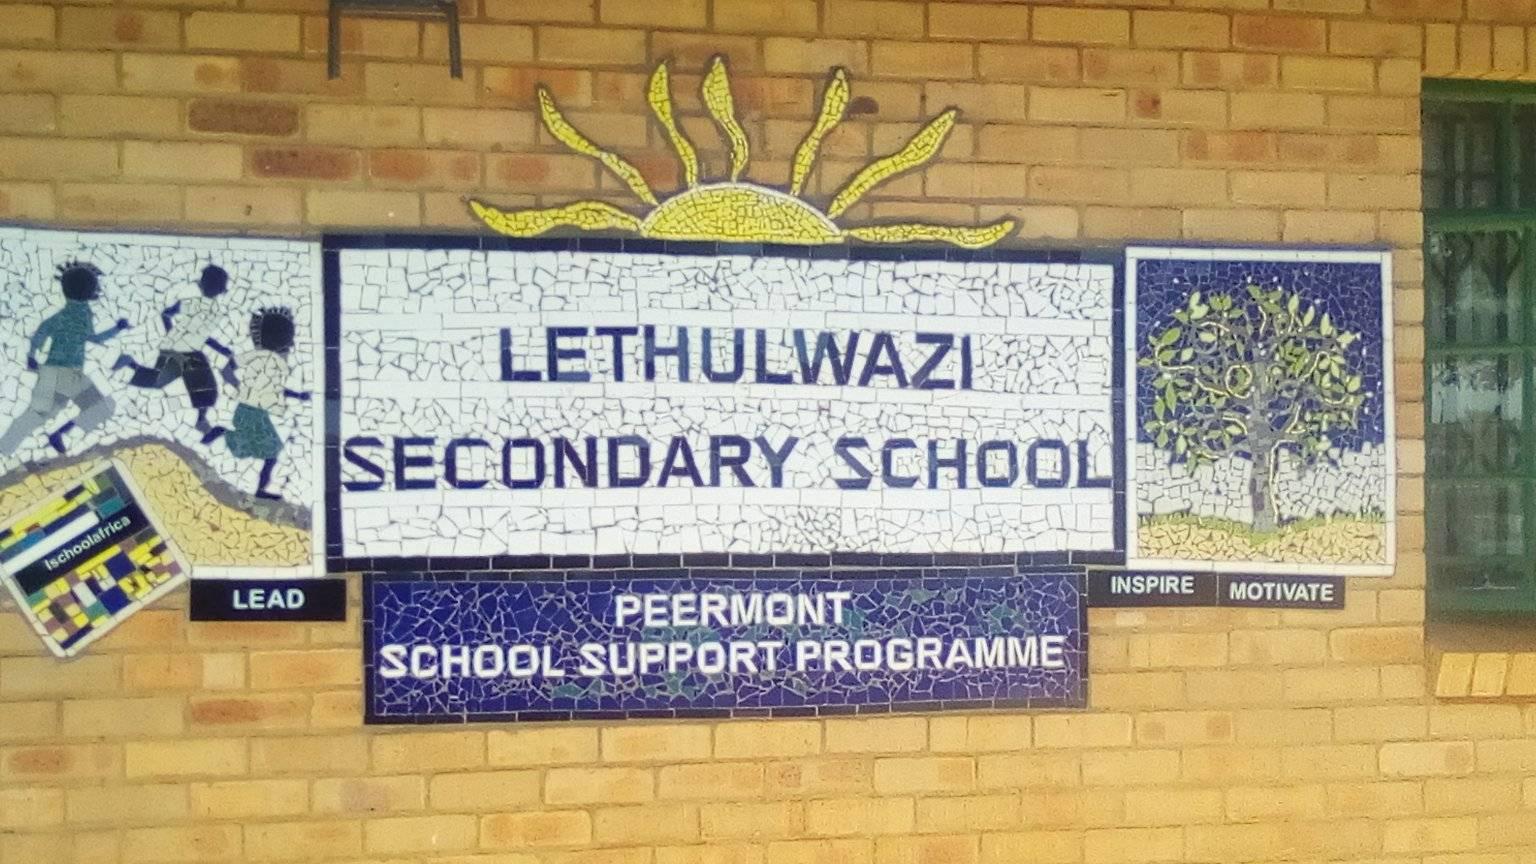 LETHULWAZI
SECONDARY SCHOOL
Ischoolafrica
LEAD
INSPIRE
MOTIVATE
PEERMONT
SCHOOL SUPPORT PROGRAMME